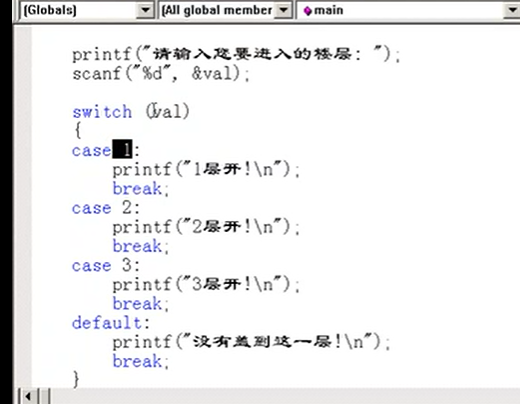 (Globals) (All global member main
printf("请输入您要进入的楼层: ");
scanf("%d", &val);
switch (val)
{
case 1:
printf("1层开!\n");
break;
case 2:
printf("2层开!\n");
break;
case 3:
printf("3层开!\n");
break;
default:
printf("没有盖到这一层!\n");
break;
}